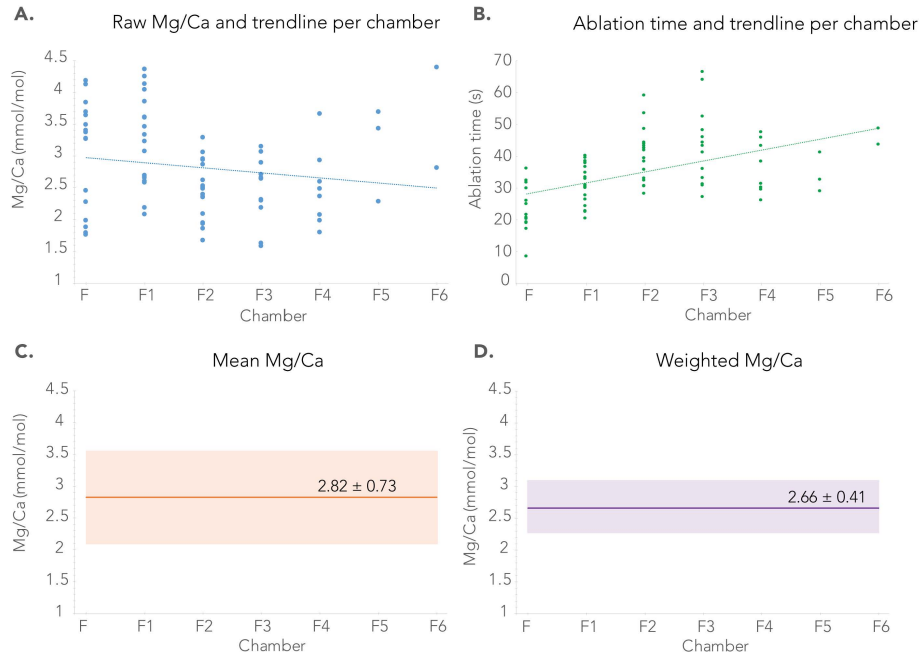 A.
Raw Mg/Ca and trendline per chamber
Mg/Ca (mmol/mol)
4.5
4
3.5
3
2.5
2
1.5
1
F F1 F2 F3 F4 F5 F6
Chamber
B.
Ablation time and trendline per chamber
Ablation time (s)
70
60
50
40
30
20
10
0
F F1 F2 F3 F4 F5 F6
Chamber
C.
Mean Mg/Ca
Mg/Ca (mmol/mol)
4.5
4
3.5
3
2.5
2
1.5
1
2.82 ± 0.73
F F1 F2 F3 F4 F5 F6
Chamber
D.
Weighted Mg/Ca
Mg/Ca (mmol/mol)
4.5
4
3.5
3
2.5
2
1.5
1
2.66 ± 0.41
F F1 F2 F3 F4 F5 F6
Chamber